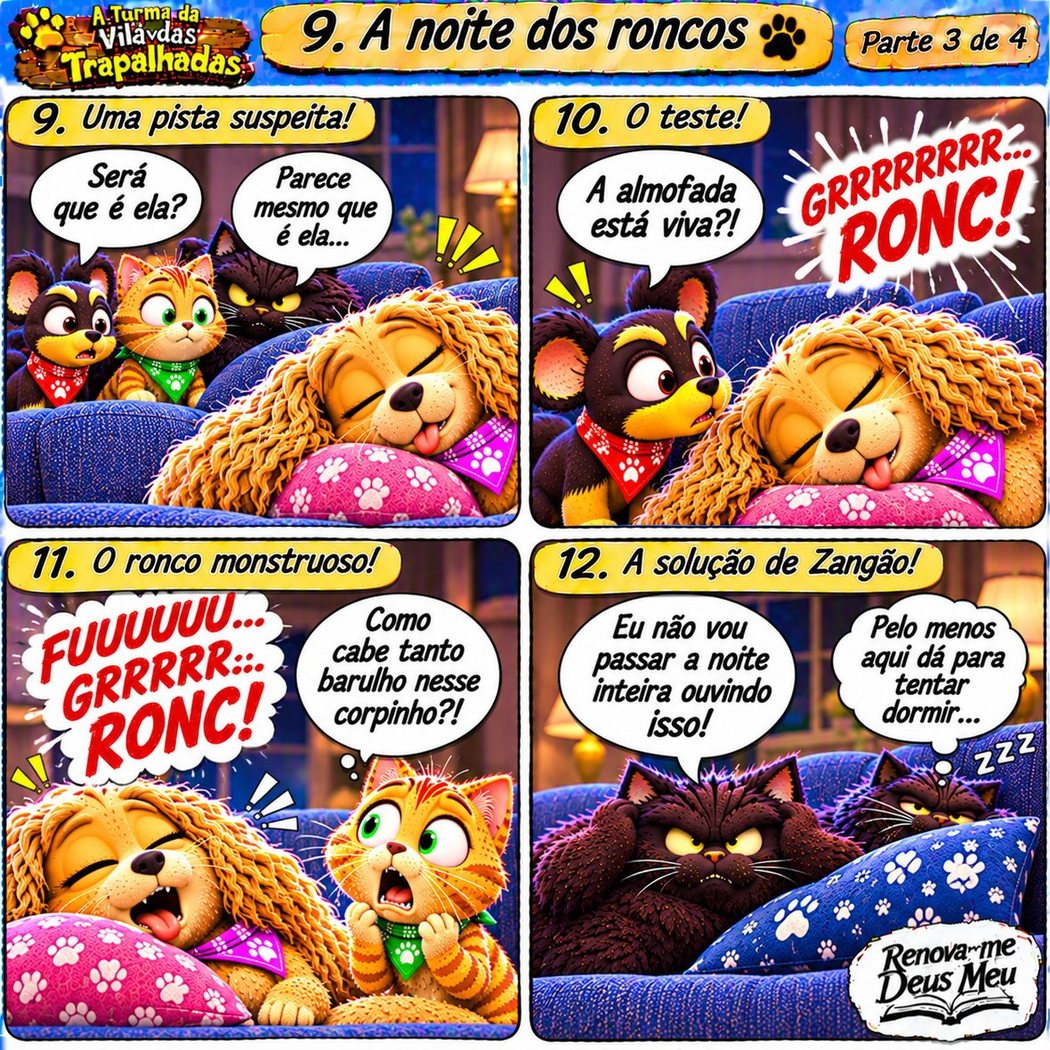 A Turma da
Vila das
Trapalhadas
9. A noite dos roncos
Parte 3 de 4
9. Uma pista suspeita!
Será
que é ela?
Parece
mesmo que
é ela...
10. O teste!
A almofada
está viva?!
GRRRRRRR...
RONC!
11. O ronco monstruoso!
FUUUUUU...
GRRRRR...
RONC!
Como
cabe tanto
barulho nesse
corpinho?!
12. A solução de Zangão!
Eu não vou
passar a noite
inteira ouvindo
isso!
Pelo menos
aqui dá para
tentar
dormir...
zzz
Renova-me
Deus Meu